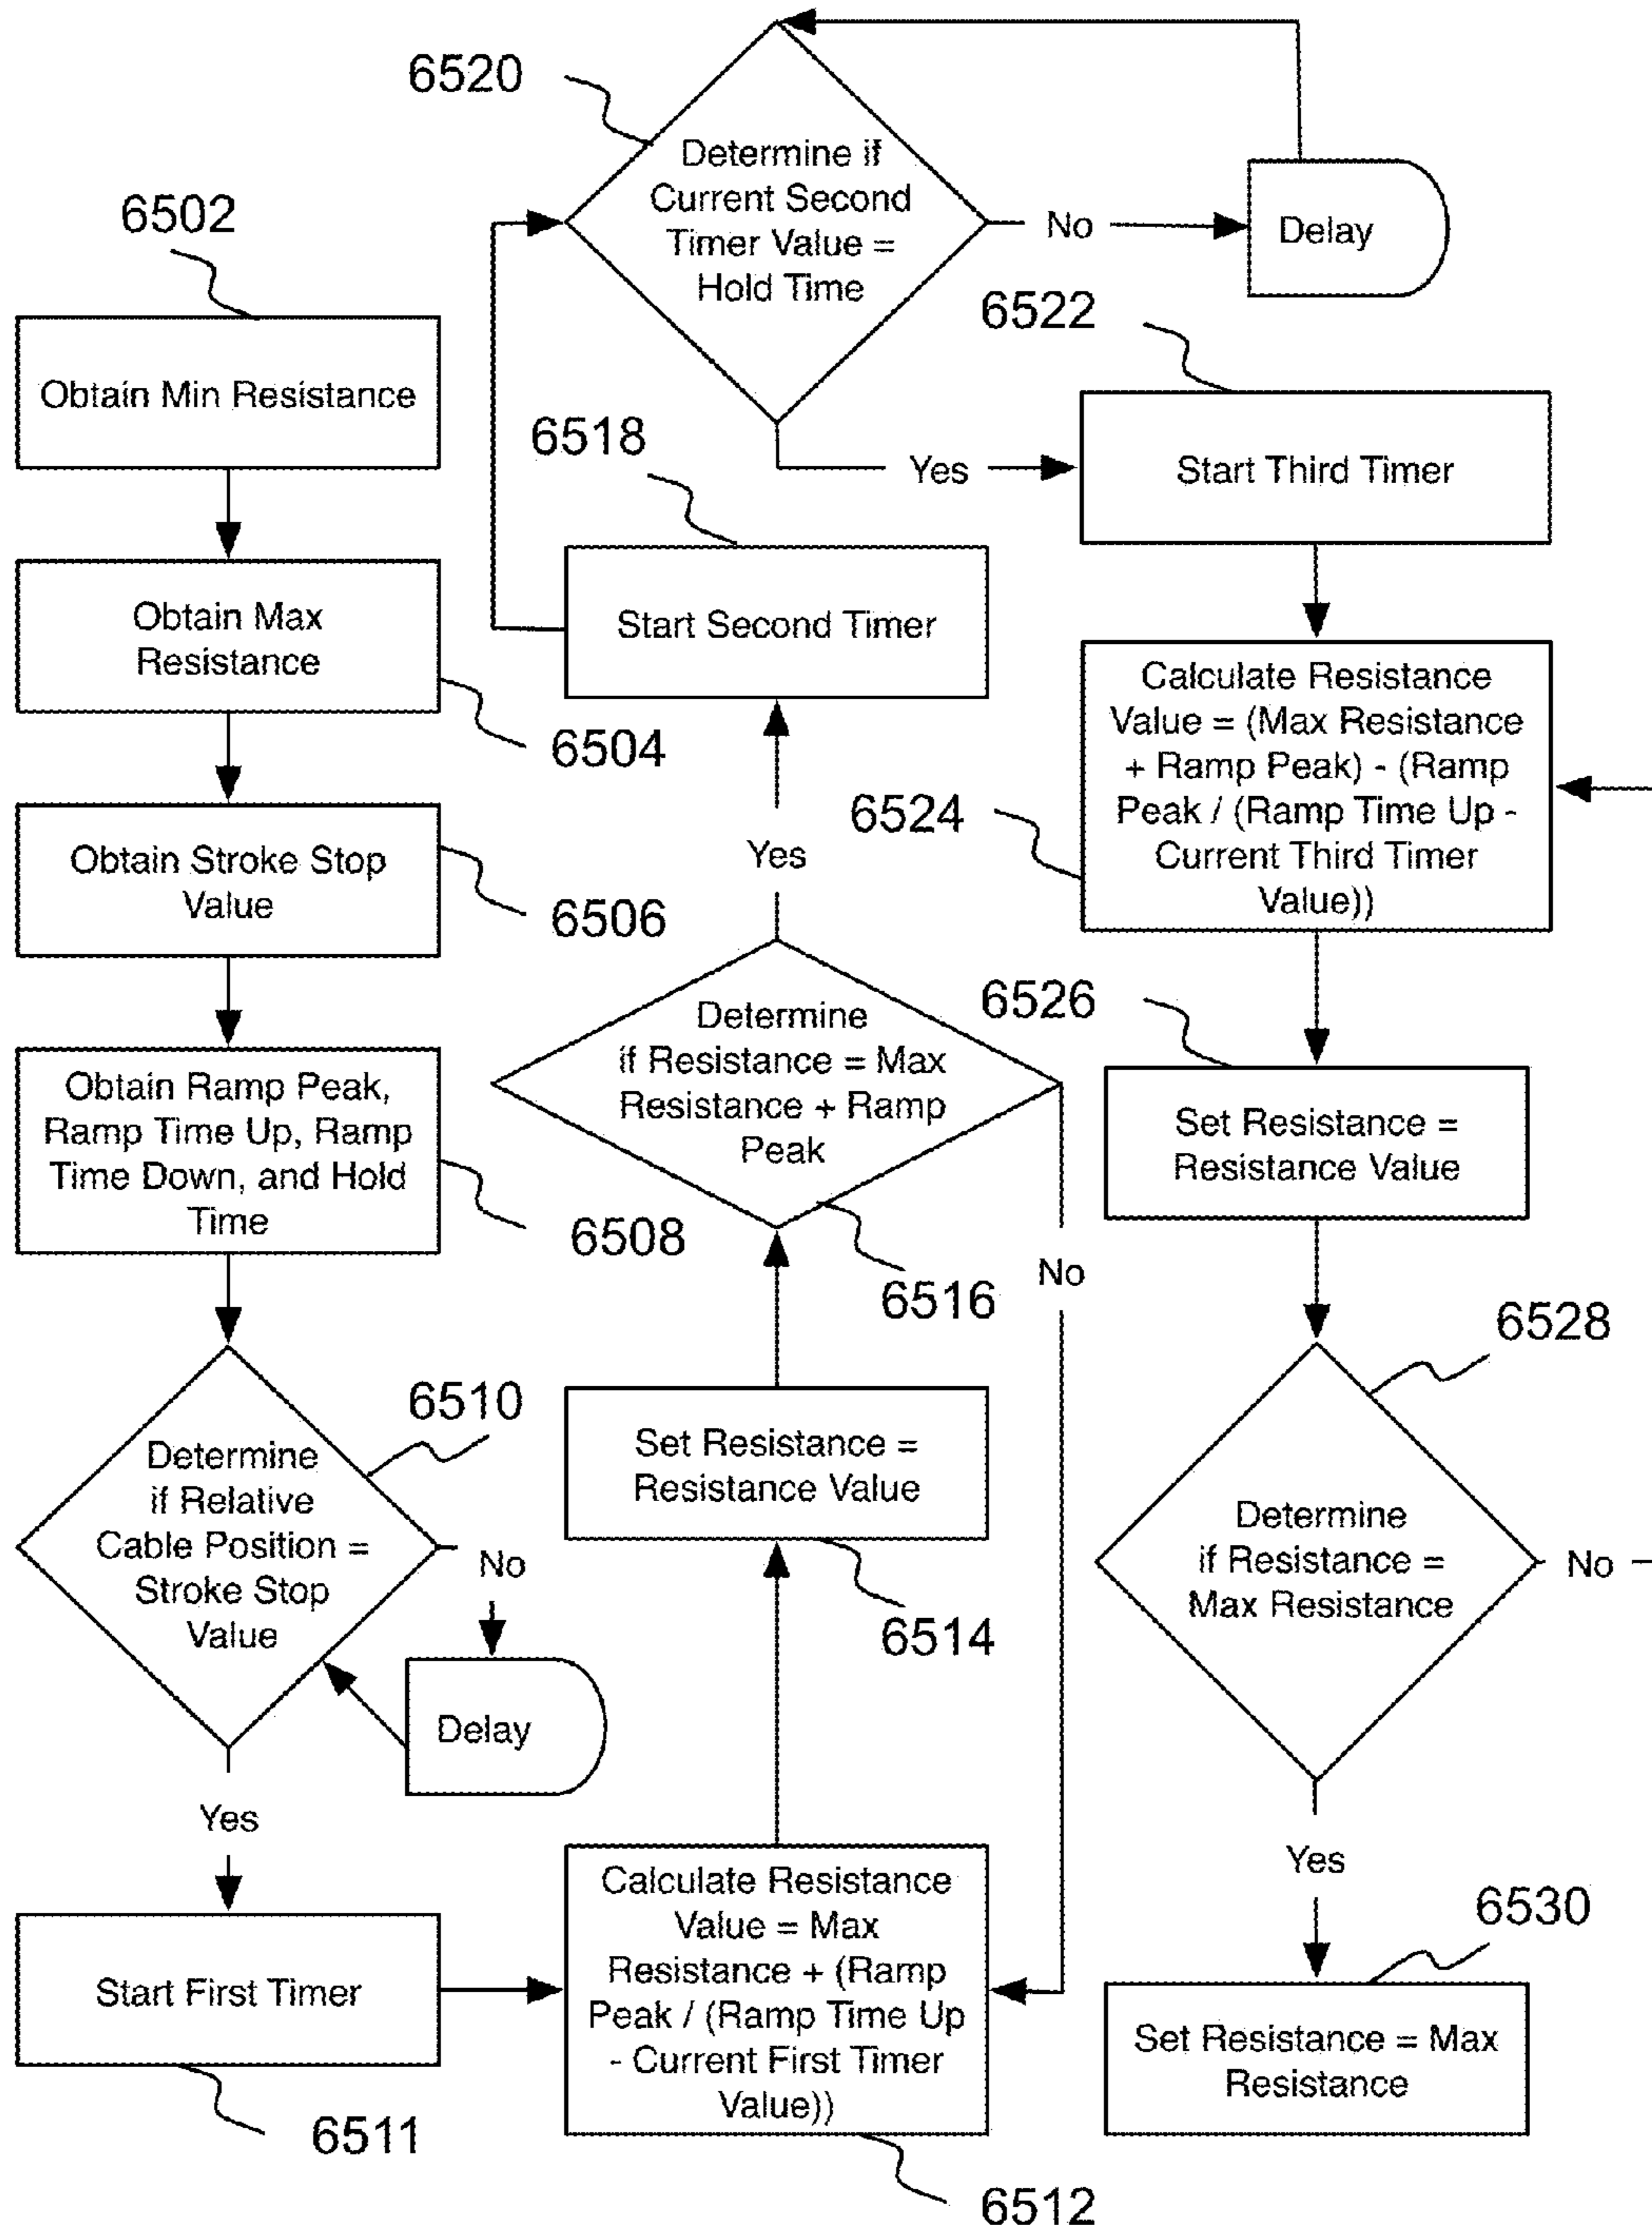 6502
Obtain Min Resistance
Obtain Max
Resistance
6504
Obtain Stroke Stop
Value
6506
Obtain Ramp Peak,
Ramp Time Up, Ramp
Time Down, and Hold
Time
6508
6510
Determine
if Relative
Cable Position =
Stroke Stop
Value
No
Delay
Yes
Start First Timer
6511
Calculate Resistance
Value = Max
Resistance + (Ramp
Peak / (Ramp Time Up
- Current First Timer
Value))
6512
Set Resistance =
Resistance Value
6514
Determine
if Resistance = Max
Resistance + Ramp
Peak
6516
No
Yes
6518
Start Second Timer
6520
Determine if
Current Second
Timer Value =
Hold Time
No
Delay
Yes
6522
Start Third Timer
Calculate Resistance
Value = (Max Resistance
+ Ramp Peak) - (Ramp
Peak / (Ramp Time Up -
Current Third Timer
Value))
6524
6526
Set Resistance =
Resistance Value
6528
Determine
if Resistance =
Max Resistance
No
Yes
6530
Set Resistance = Max
Resistance